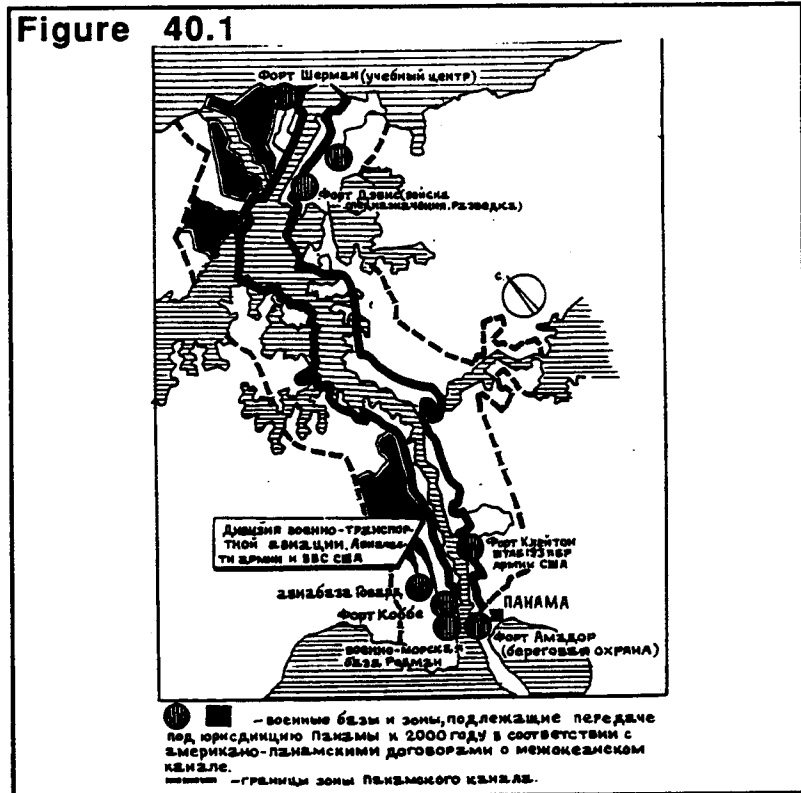 Figure 40.1
Форт Шерман (учебный центр)
Форт Дэвис (войска
спецназначения. Разведка)
с
Дивизия военно-транспор-
тной авиации.
ти армии и ВВС США
Форт Клейтон
штаб 193 пбр
армии США
авиабаза Говард
ПАНАМА
Форт Коббе
Форт Амадор
(береговая охрана)
военно-морская
база Родман
- военные базы и зоны, подлежащие передаче
под юрисдикцию Панамы к 2000 году в соответствии с
американо-панамскими договорами о межокеанском
канале.
- границы зоны Панамского канала.